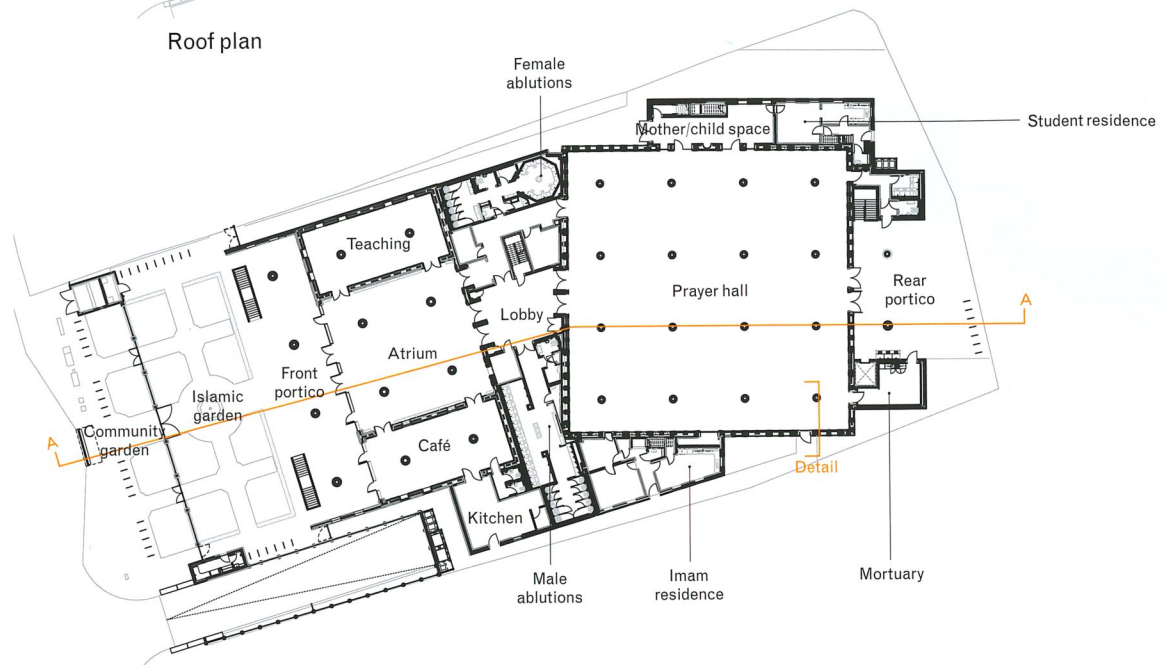 Roof plan
Female
ablutions
Mother/child space
Student residence
Teaching
Prayer hall
Rear
portico
A
Lobby
Atrium
Front
portico
Islamic
garden
A
Community
garden
Café
Detail
Kitchen
Male
ablutions
Imam
residence
Mortuary